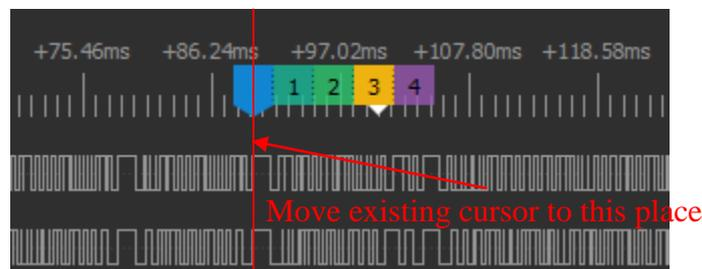 +75.46ms +86.24ms +97.02ms +107.80ms +118.58ms
1 2 3 4
Move existing cursor to this place